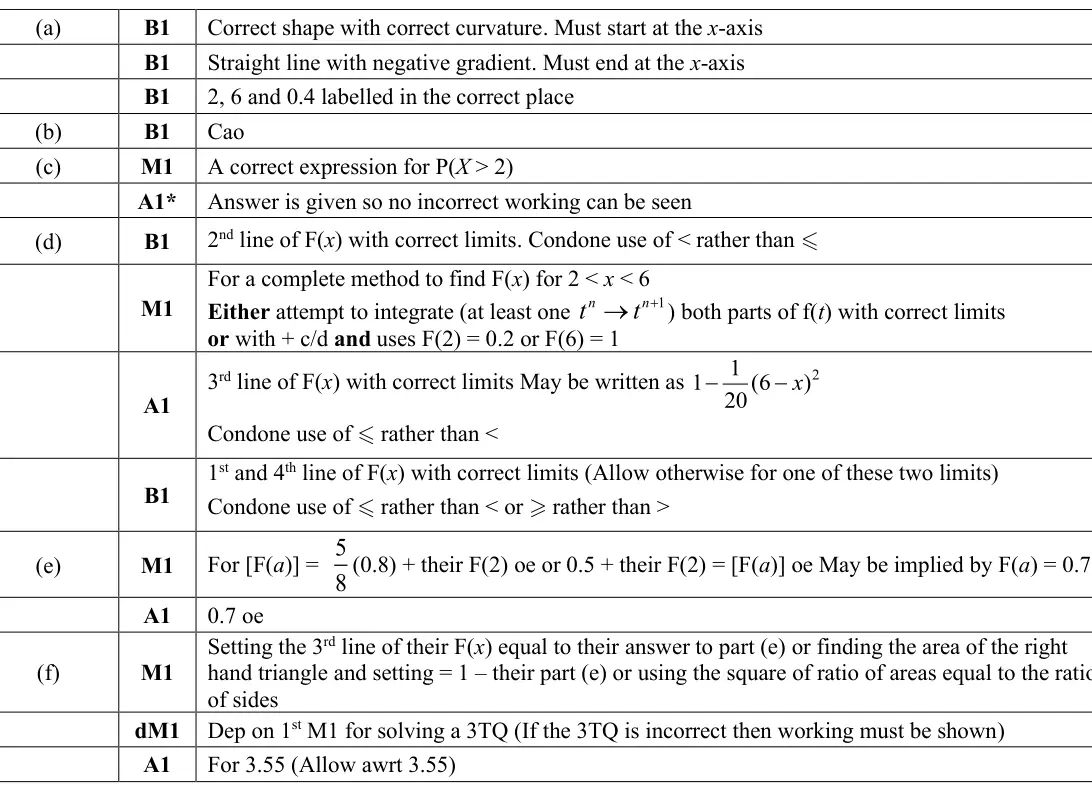 (a) B1 Correct shape with correct curvature. Must start at the x-axis
B1 Straight line with negative gradient. Must end at the x-axis
B1 2, 6 and 0.4 labelled in the correct place
(b) B1 Cao
(c) M1 A correct expression for P(X > 2)
A1* Answer is given so no incorrect working can be seen
(d) B1 2nd line of F(x) with correct limits. Condone use of < rather than ⩽
M1 For a complete method to find F(x) for 2 < x < 6
Either attempt to integrate (at least one tⁿ → tⁿ⁺¹) both parts of f(t) with correct limits
or with + c/d and uses F(2) = 0.2 or F(6) = 1
A1 3rd line of F(x) with correct limits May be written as 1 − 1/20 (6 − x)²
Condone use of ⩽ rather than <
B1 1st and 4th line of F(x) with correct limits (Allow otherwise for one of these two limits)
Condone use of ⩽ rather than < or ⩾ rather than >
(e) M1 For [F(a)] = 5/8 (0.8) + their F(2) oe or 0.5 + their F(2) = [F(a)] oe May be implied by F(a) = 0.7
A1 0.7 oe
(f) M1 Setting the 3rd line of their F(x) equal to their answer to part (e) or finding the area of the right
hand triangle and setting = 1 – their part (e) or using the square of ratio of areas equal to the ratio
of sides
dM1 Dep on 1st M1 for solving a 3TQ (If the 3TQ is incorrect then working must be shown)
A1 For 3.55 (Allow awrt 3.55)